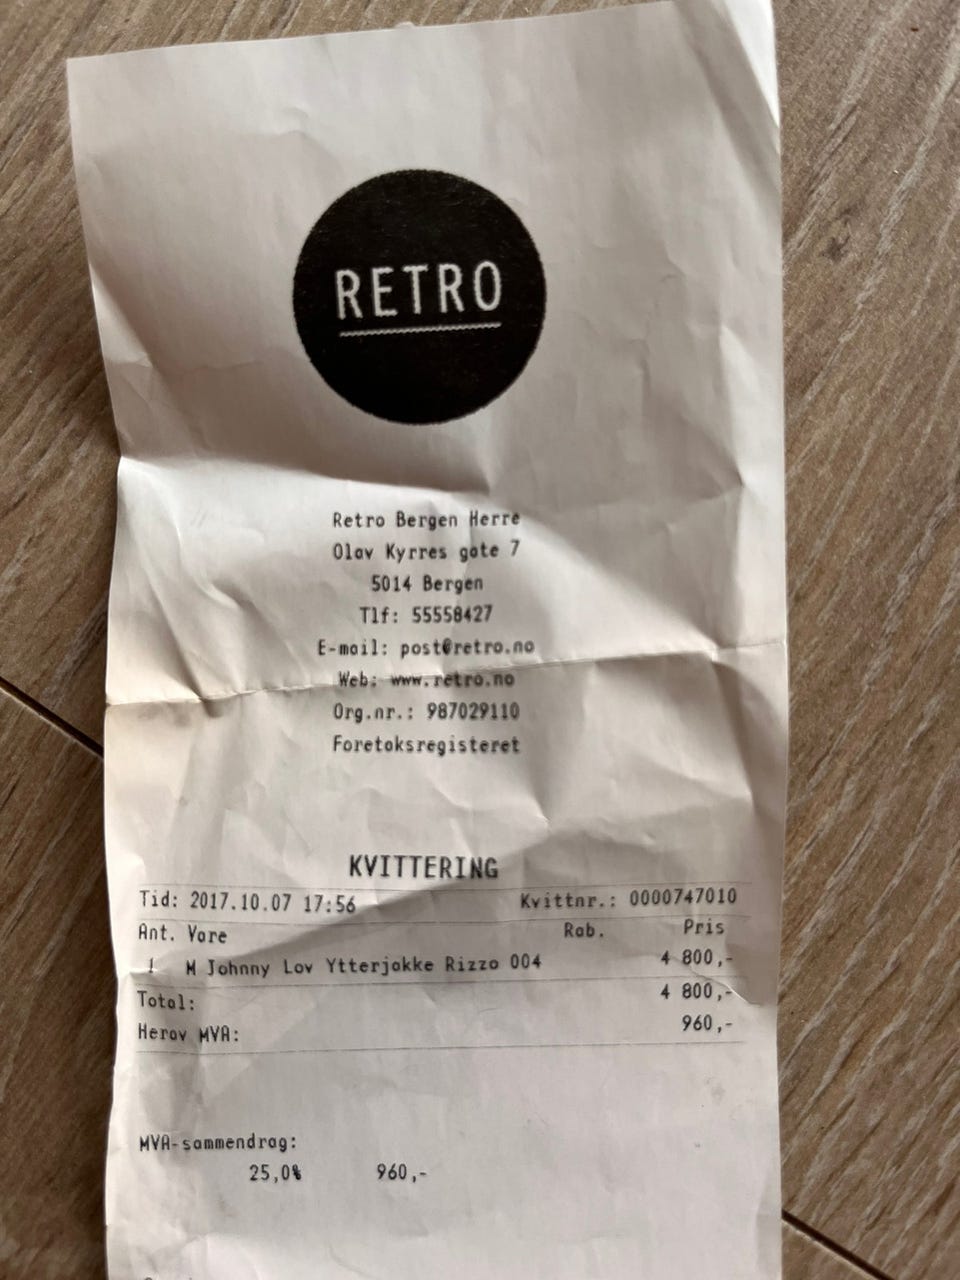 RETRO
Retro Bergen Herre
Olav Kyrres gate 7
5014 Bergen
Tlf: 55558427
E-mail: post@retro.no
Web: www.retro.no
Org.nr.: 987029110
Foretaksregisteret
KVITTERING
Tid: 2017.10.07 17:56 Kvittnr.: 0000747010
Ant. Vare Rab. Pris
1 M Johnny Lov Ytterjakke Rizzo 004 4 800,-
Total: 4 800,-
Herav MVA: 960,-
MVA-sammendrag:
25,0% 960,-